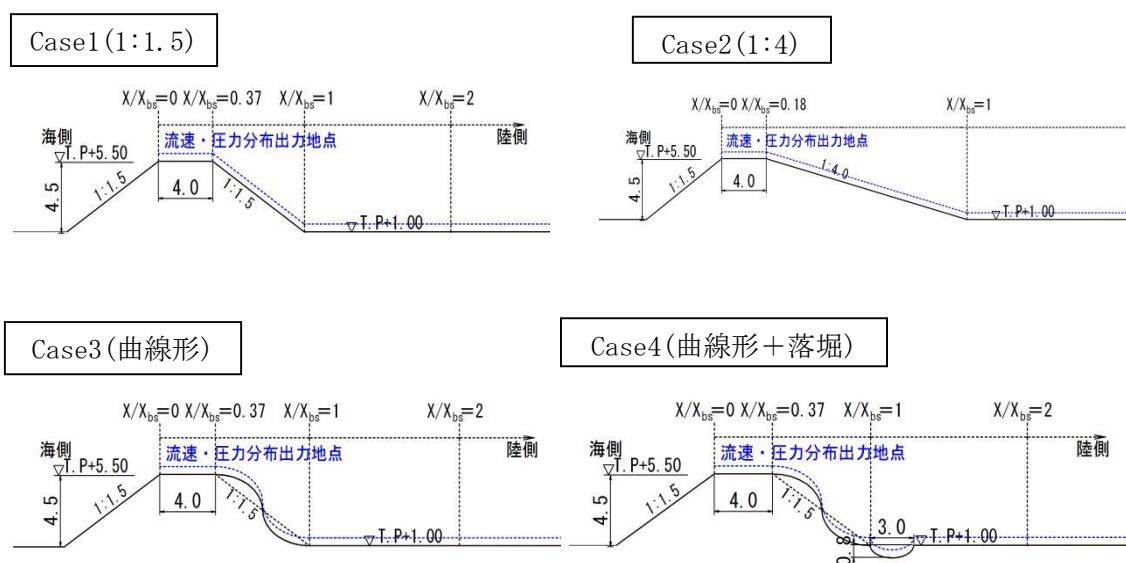 Case1(1:1.5)
X/Xbs=0 X/Xbs=0.37 X/Xbs=1 X/Xbs=2
海側
流速・圧力分布出力地点
陸側
▽T.P+5.50
4.5
1:1.5
4.0
1:1.5
▽T.P+1.00
Case2(1:4)
X/Xbs=0 X/Xbs=0.18 X/Xbs=1
海側
流速・圧力分布出力地点
▽T.P+5.50
4.5
1:1.5
4.0
1:4.0
▽T.P+1.00
Case3(曲線形)
X/Xbs=0 X/Xbs=0.37 X/Xbs=1 X/Xbs=2
海側
流速・圧力分布出力地点
陸側
▽T.P+5.50
4.5
1:1.5
4.0
1:1.5
▽T.P+1.00
Case4(曲線形＋落堀)
X/Xbs=0 X/Xbs=0.37 X/Xbs=1 X/Xbs=2
海側
流速・圧力分布出力地点
陸側
▽T.P+5.50
4.5
1:1.5
4.0
1:1.5
3.0
▽T.P+1.00
0.8